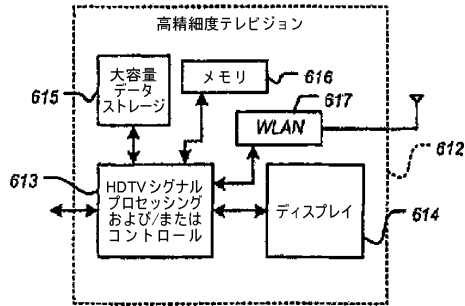 高精細度テレビジョン
大容量
データ
ストレージ
615
メモリ
616
617
WLAN
612
613
HDTVシグナル
プロセッシング
および/または
コントロール
ディスプレイ
614